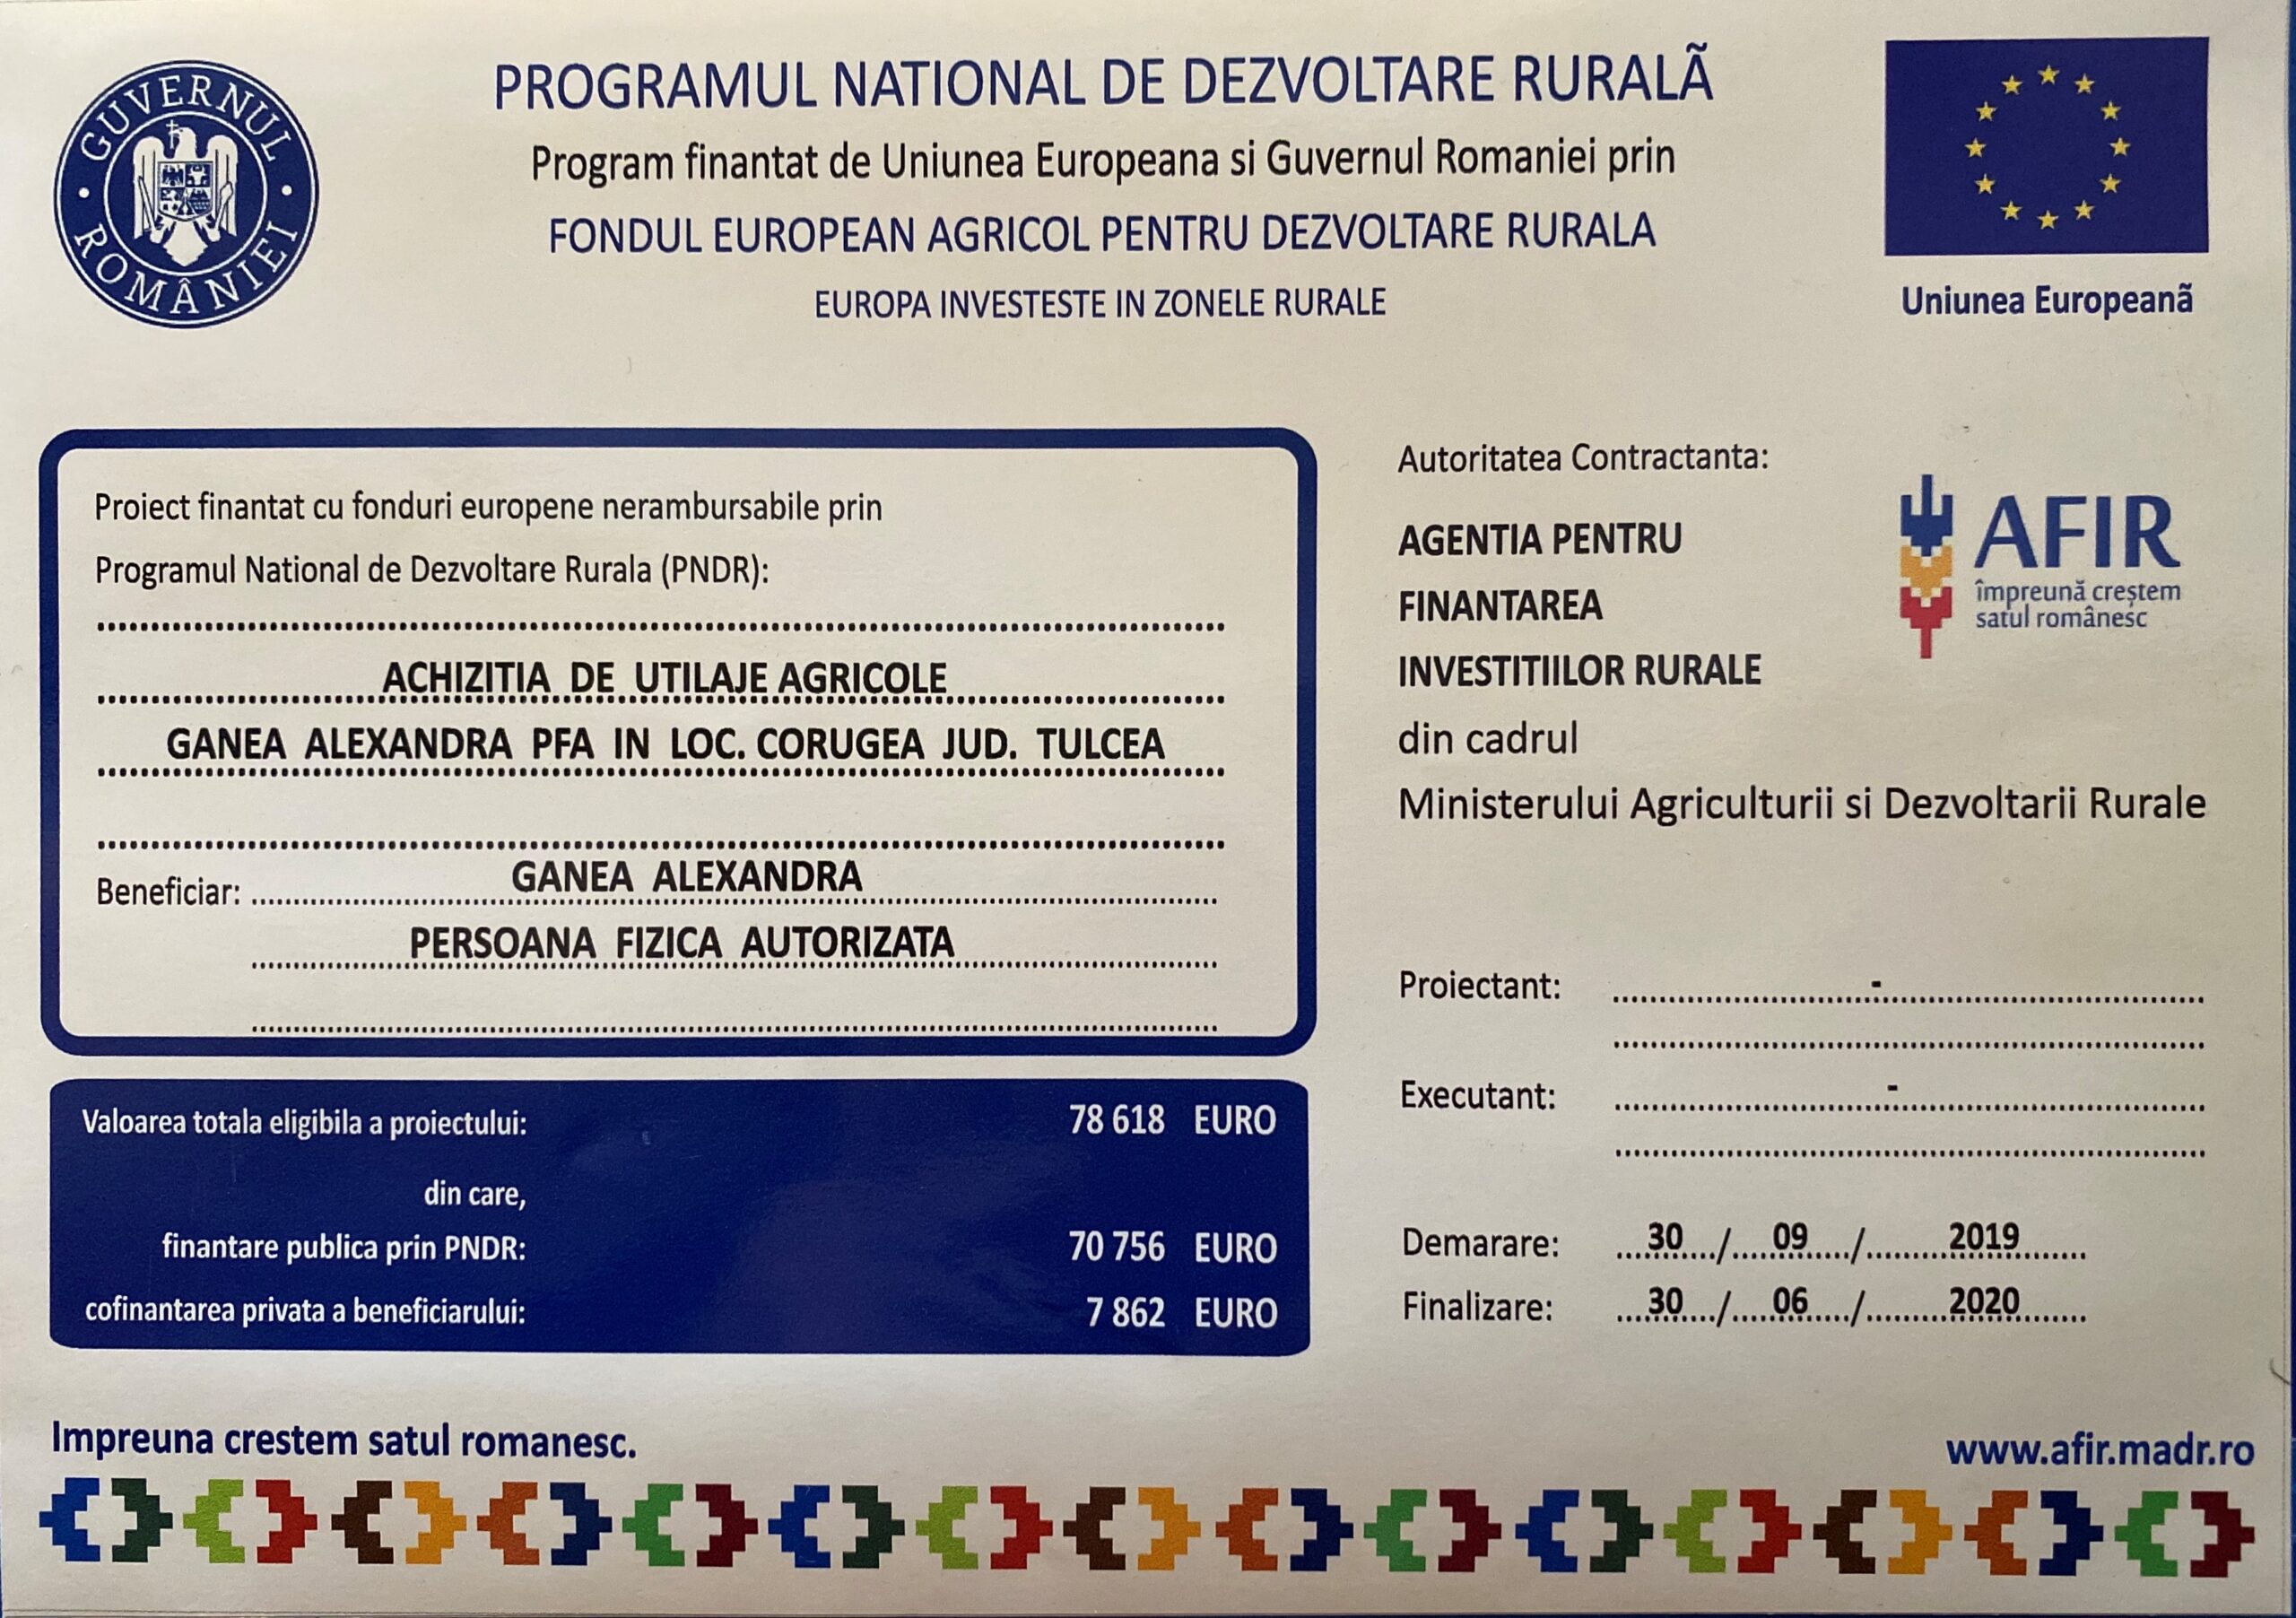 GUVERNUL ROMÂNIEI
PROGRAMUL NATIONAL DE DEZVOLTARE RURALÃ
Program finantat de Uniunea Europeana si Guvernul Romaniei prin
FONDUL EUROPEAN AGRICOL PENTRU DEZVOLTARE RURALA
EUROPA INVESTESTE IN ZONELE RURALE
Uniunea Europeanã
Proiect finantat cu fonduri europene nerambursabile prin
Programul National de Dezvoltare Rurala (PNDR):
ACHIZITIA DE UTILAJE AGRICOLE
GANEA ALEXANDRA PFA IN LOC. CORUGEA JUD. TULCEA
Beneficiar: GANEA ALEXANDRA
PERSOANA FIZICA AUTORIZATA
Valoarea totala eligibila a proiectului: 78 618 EURO
din care,
finantare publica prin PNDR: 70 756 EURO
cofinantarea privata a beneficiarului: 7 862 EURO
Autoritatea Contractanta:
AGENTIA PENTRU
FINANTAREA
INVESTITIILOR RURALE
din cadrul
Ministerului Agriculturii si Dezvoltarii Rurale
AFIR
împreună creștem
satul românesc
Proiectant: -
Executant: -
Demarare: 30 / 09 / 2019
Finalizare: 30 / 06 / 2020
Impreuna crestem satul romanesc.
www.afir.madr.ro